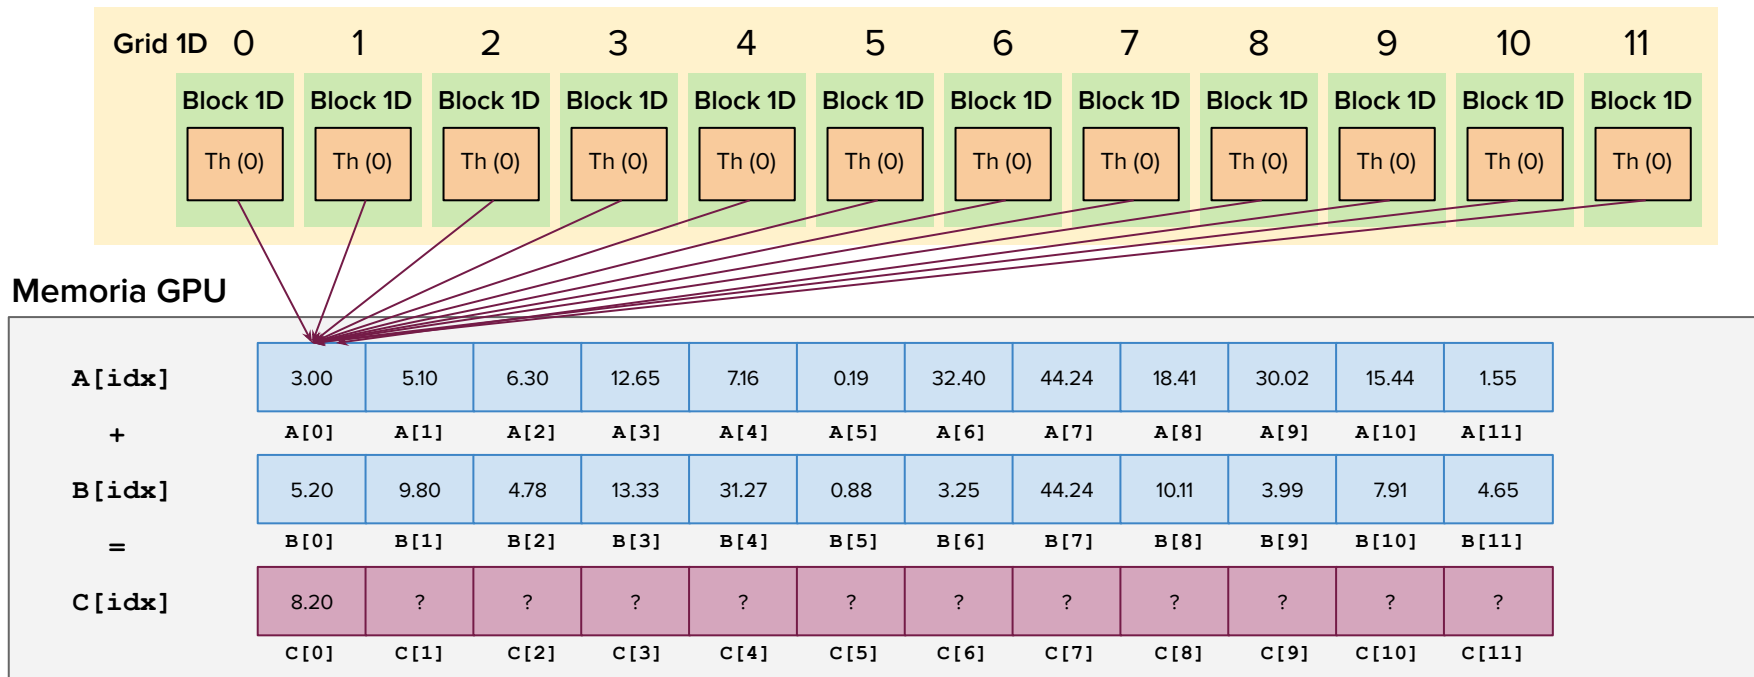 Grid 1D 0 1 2 3 4 5 6 7 8 9 10 11
Block 1D Block 1D Block 1D Block 1D Block 1D Block 1D Block 1D Block 1D Block 1D Block 1D Block 1D Block 1D
Th (0) Th (0) Th (0) Th (0) Th (0) Th (0) Th (0) Th (0) Th (0) Th (0) Th (0) Th (0)
Memoria GPU
A[idx] 3.00 5.10 6.30 12.65 7.16 0.19 32.40 44.24 18.41 30.02 15.44 1.55
+ A[0] A[1] A[2] A[3] A[4] A[5] A[6] A[7] A[8] A[9] A[10] A[11]
B[idx] 5.20 9.80 4.78 13.33 31.27 0.88 3.25 44.24 10.11 3.99 7.91 4.65
= B[0] B[1] B[2] B[3] B[4] B[5] B[6] B[7] B[8] B[9] B[10] B[11]
C[idx] 8.20 ? ? ? ? ? ? ? ? ? ? ?
C[0] C[1] C[2] C[3] C[4] C[5] C[6] C[7] C[8] C[9] C[10] C[11]